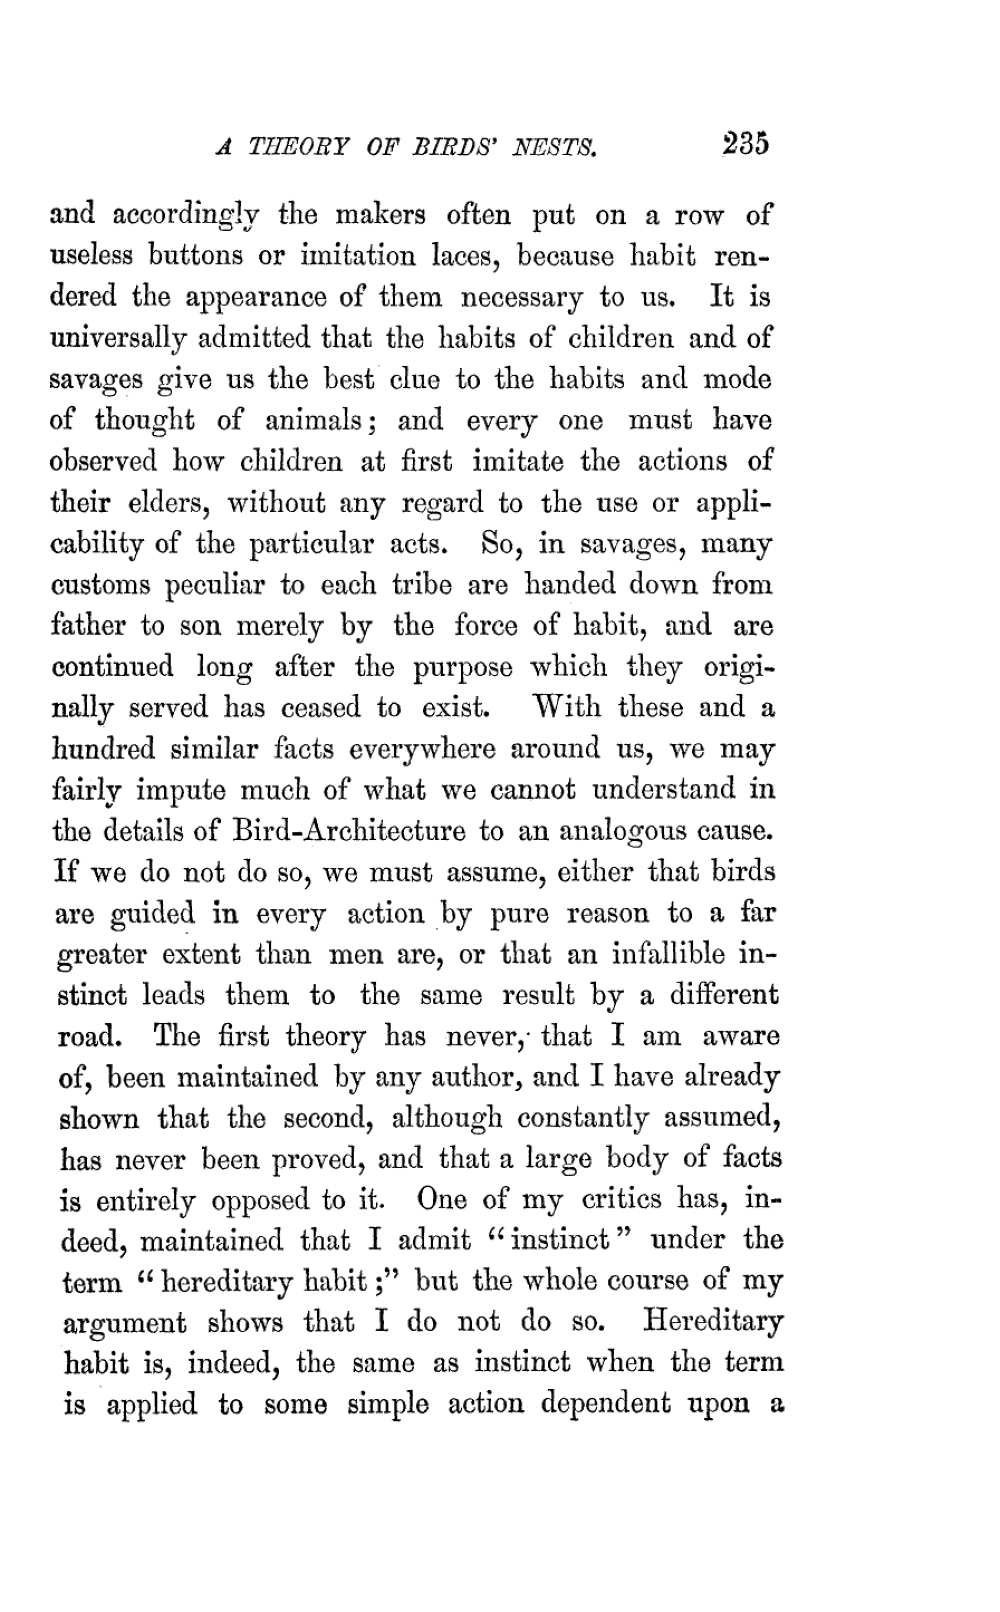 A THEORY OF BIRDS' NESTS. 235
and accordingly the makers often put on a row of
useless buttons or imitation laces, because habit ren-
dered the appearance of them necessary to us. It is
universally admitted that the habits of children and of
savages give us the best clue to the habits and mode
of thought of animals; and every one must have
observed how children at first imitate the actions of
their elders, without any regard to the use or appli-
cability of the particular acts. So, in savages, many
customs peculiar to each tribe are handed down from
father to son merely by the force of habit, and are
continued long after the purpose which they origi-
nally served has ceased to exist. With these and a
hundred similar facts everywhere around us, we may
fairly impute much of what we cannot understand in
the details of Bird-Architecture to an analogous cause.
If we do not do so, we must assume, either that birds
are guided in every action by pure reason to a far
greater extent than men are, or that an infallible in-
stinct leads them to the same result by a different
road. The first theory has never, that I am aware
of, been maintained by any author, and I have already
shown that the second, although constantly assumed,
has never been proved, and that a large body of facts
is entirely opposed to it. One of my critics has, in-
deed, maintained that I admit "instinct" under the
term "hereditary habit;" but the whole course of my
argument shows that I do not do so. Hereditary
habit is, indeed, the same as instinct when the term
is applied to some simple action dependent upon a